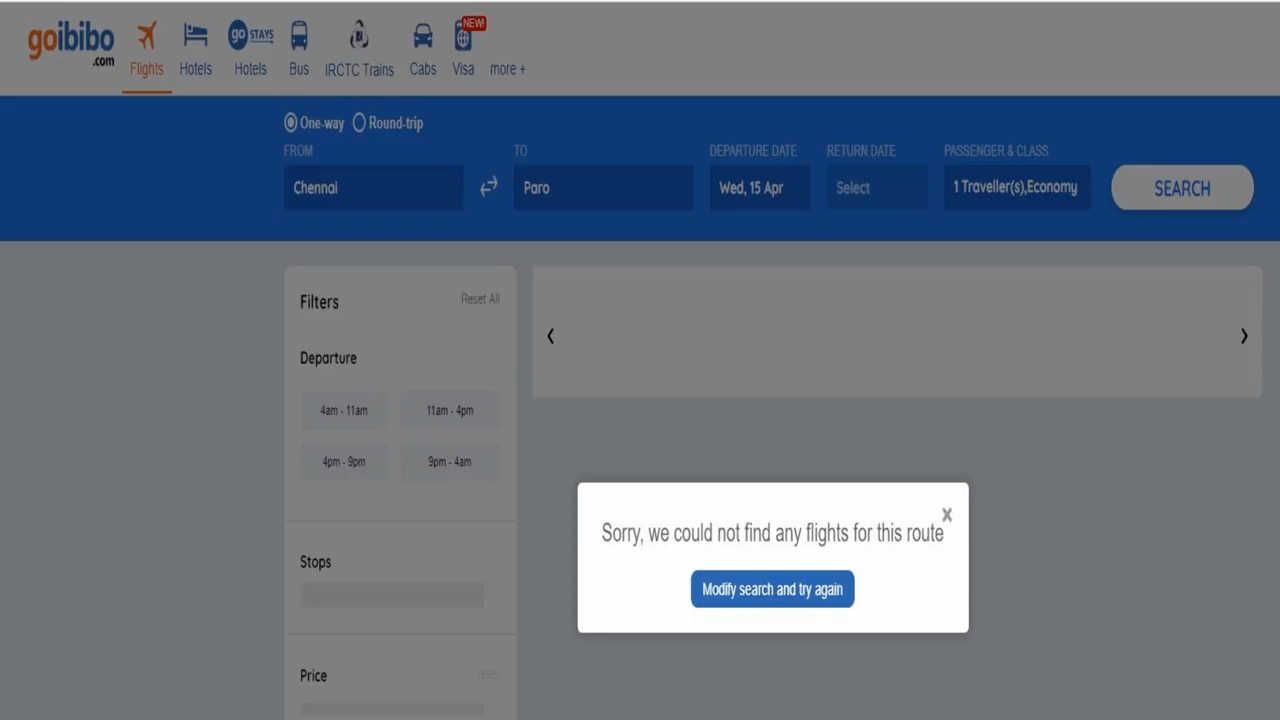 goibibo
.com
go STAYS
NEW!
Flights Hotels Hotels Bus IRCTC Trains Cabs Visa more +
One-way Round-trip
FROM TO DEPARTURE DATE RETURN DATE PASSENGER & CLASS
Chennai Paro Wed, 15 Apr Select 1 Traveller(s),Economy SEARCH
Filters Reset All
Departure
4am - 11am 11am - 4pm
4pm - 9pm 9pm - 4am
Sorry, we could not find any flights for this route
Stops
Modify search and try again
Price reset